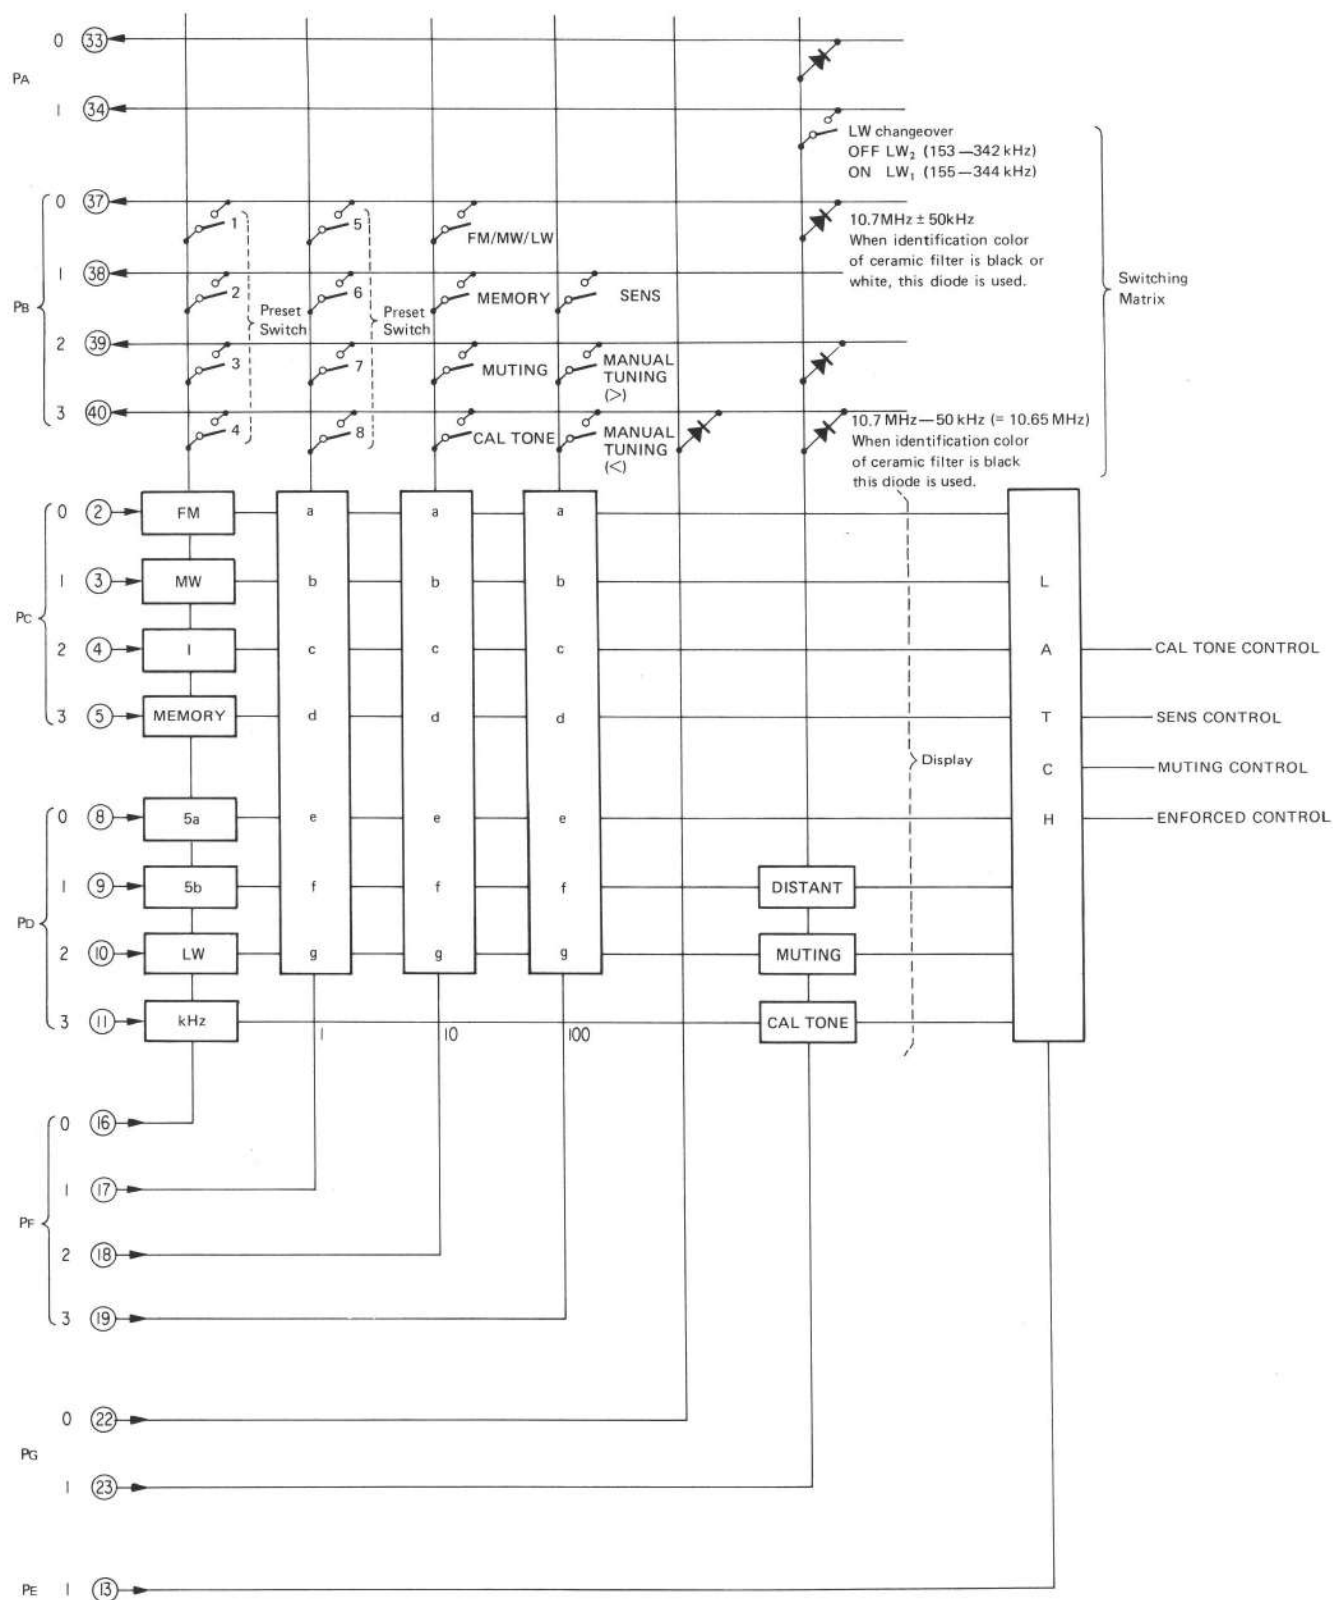 0 33
PA
1 34
LW changeover
OFF LW₂ (153—342 kHz)
ON LW₁ (155—344 kHz)
0 37
1
5
FM/MW/LW
10.7MHz ± 50kHz
When identification color
of ceramic filter is black or
white, this diode is used.
1 38
2
6
MEMORY
SENS
Preset
Switch
Preset
Switch
Switching
Matrix
PB
2 39
3
7
MUTING
MANUAL
TUNING
(>)
3 40
4
8
CAL TONE
MANUAL
TUNING
(<)
10.7 MHz—50 kHz (= 10.65 MHz)
When identification color
of ceramic filter is black
this diode is used.
0 2 FM a a a
1 3 MW b b b L
PC
2 4 I c c c A CAL TONE CONTROL
3 5 MEMORY d d d T SENS CONTROL
Display
C MUTING CONTROL
0 8 5a e e e H ENFORCED CONTROL
1 9 5b f f f DISTANT
PD
2 10 LW g g g MUTING
3 11 kHz 1 10 100 CAL TONE
0 16
1 17
PF
2 18
3 19
0 22
PG
1 23
PE 1 13